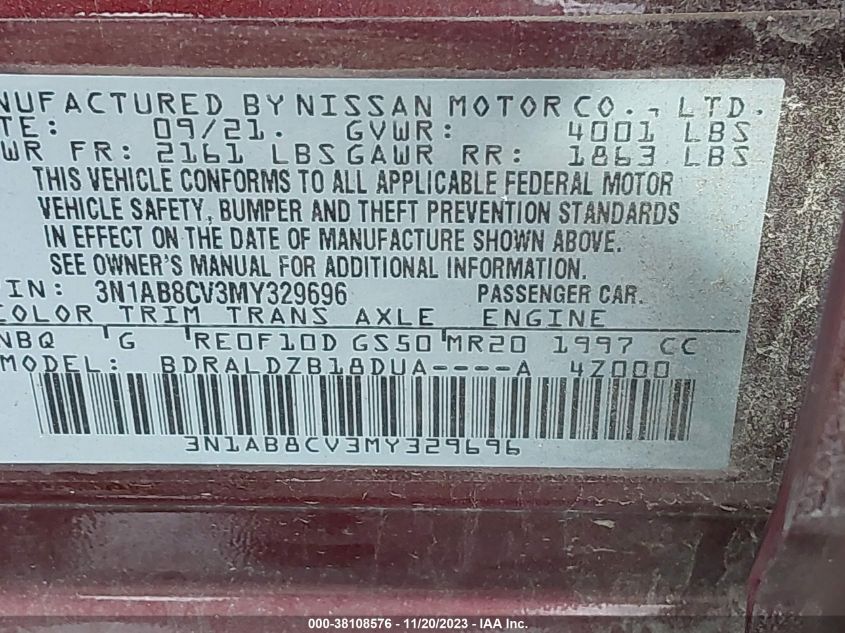 NUFACTURED BY NISSAN MOTOR CO., LTD.
TE: 09/21. GVWR: 4001 LBS
WR FR: 2161 LBS GAWR RR: 1863 LBS
THIS VEHICLE CONFORMS TO ALL APPLICABLE FEDERAL MOTOR
VEHICLE SAFETY, BUMPER AND THEFT PREVENTION STANDARDS
IN EFFECT ON THE DATE OF MANUFACTURE SHOWN ABOVE.
SEE OWNER'S MANUAL FOR ADDITIONAL INFORMATION.
IN: 3N1AB8CV3MY329696 PASSENGER CAR.
COLOR TRIM TRANS AXLE ENGINE
NBQ G RE0F10D GS50 MR20 1997 CC
MODEL: BDRALDZB18DUA----A 4Z000
3N1AB8CV3MY329696
000-38108576 - 11/20/2023 - IAAI.com